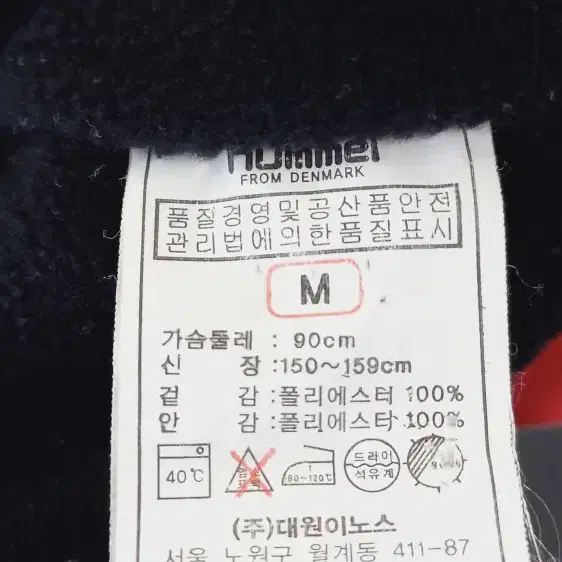 hummel
FROM DENMARK
품질경영및공산품안전
관리법에의한품질표시
M
가슴둘레 : 90cm
신 장 : 150~159cm
겉 감 : 폴리에스터 100%
안 감 : 폴리에스터 100%
40℃
80~120℃
드라이
석유계
(주)대원이노스
서울 노원구 월계동 411-87